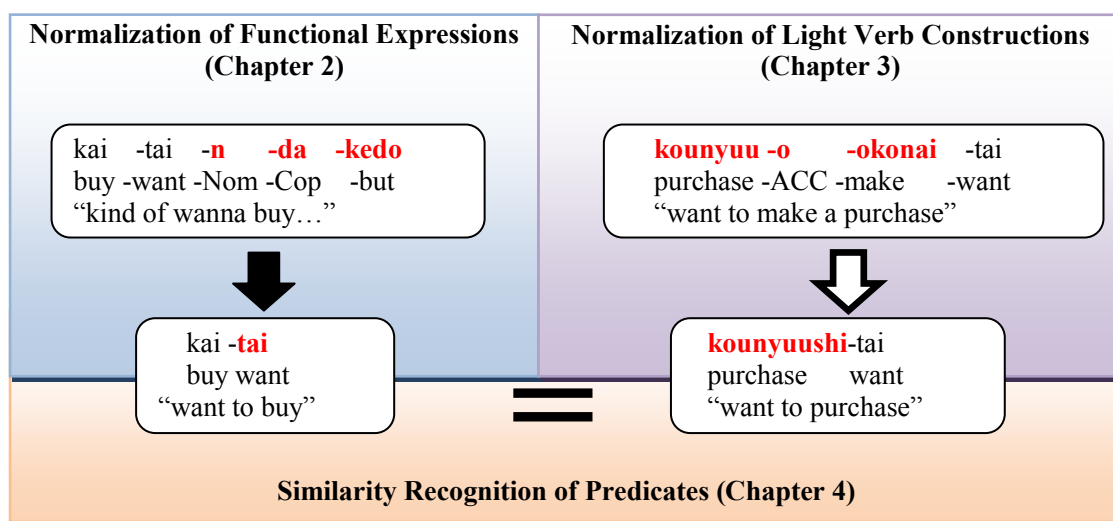 Normalization of Functional Expressions
(Chapter 2)
kai -tai -n -da -kedo
buy -want -Nom -Cop -but
“kind of wanna buy…”
kai -tai
buy want
“want to buy”
Normalization of Light Verb Constructions
(Chapter 3)
kounyuu -o -okonai -tai
purchase -ACC -make -want
“want to make a purchase”
kounyuushi-tai
purchase want
“want to purchase”
=
Similarity Recognition of Predicates (Chapter 4)